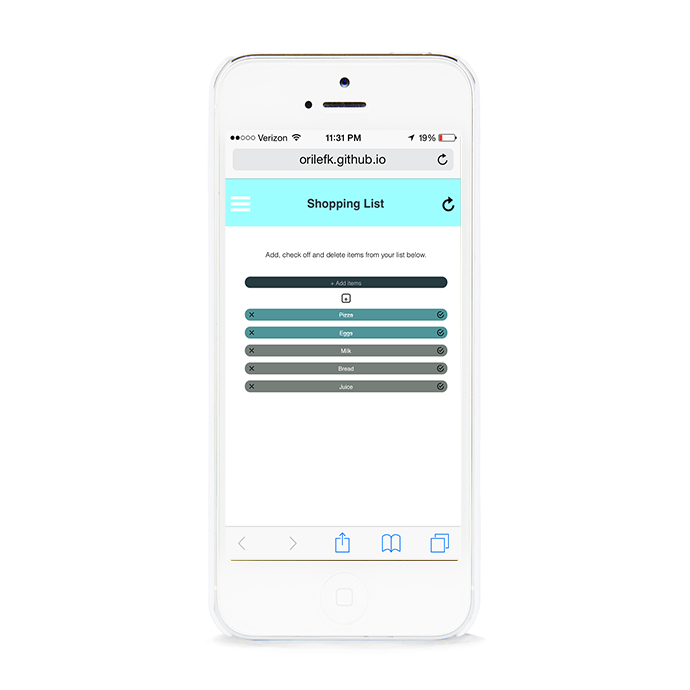 Verizon 11:31 PM 19%
orilefk.github.io
Shopping List
Add, check off and delete items from your list below.
+ Add items
Pizza
Eggs
Milk
Bread
Juice